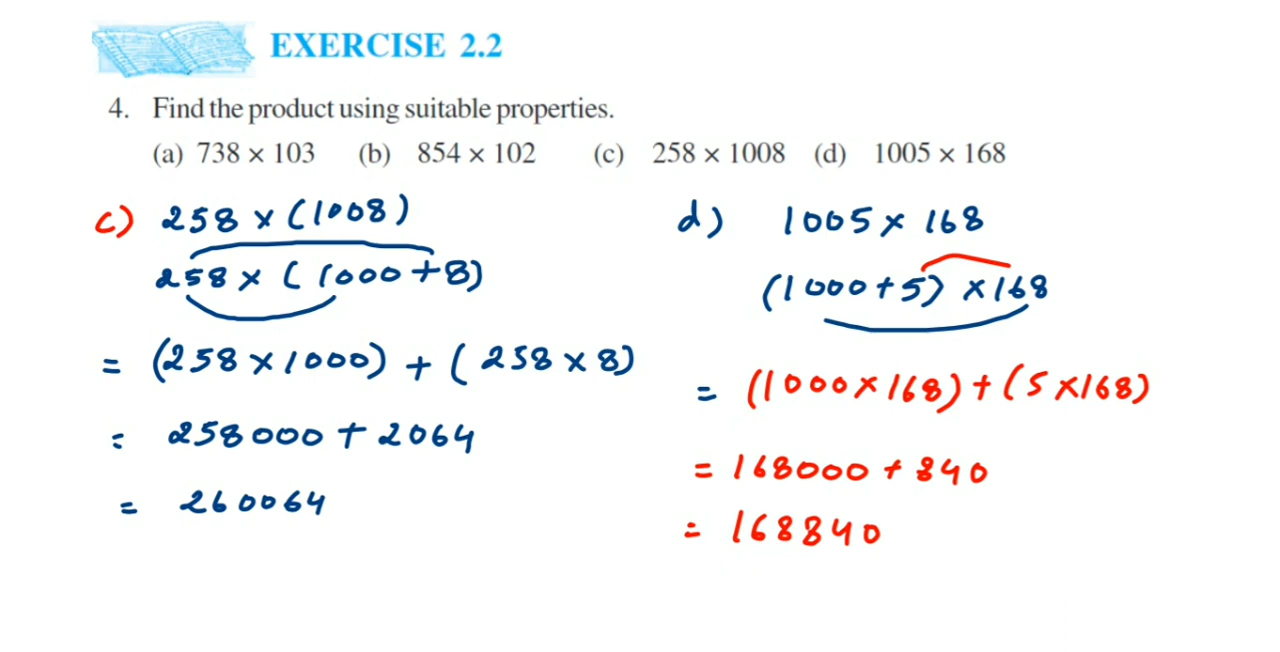 EXERCISE 2.2
4. Find the product using suitable properties.
(a) 738 × 103 (b) 854 × 102 (c) 258 × 1008 (d) 1005 × 168
c) 258 × (1008)
258 × (1000 + 8)
= (258 × 1000) + (258 × 8)
= 258000 + 2064
= 260064
d) 1005 × 168
(1000 + 5) × 168
= (1000 × 168) + (5 × 168)
= 168000 + 840
= 168840